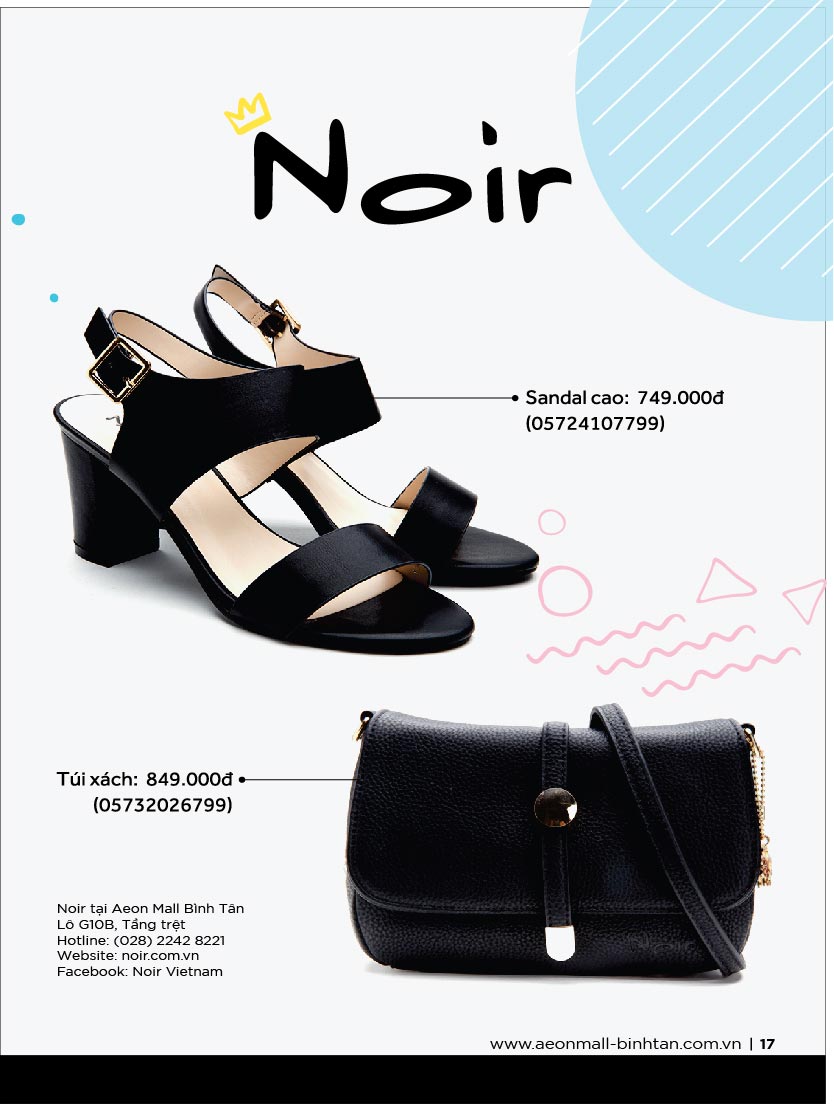 Noir
Sandal cao: 749.000đ
(05724107799)
Túi xách: 849.000đ
(05732026799)
Noir tại Aeon Mall Bình Tân
Lô G10B, Tầng trệt
Hotline: (028) 2242 8221
Website: noir.com.vn
Facebook: Noir Vietnam
Noir
www.aeonmall-binhtan.com.vn | 17